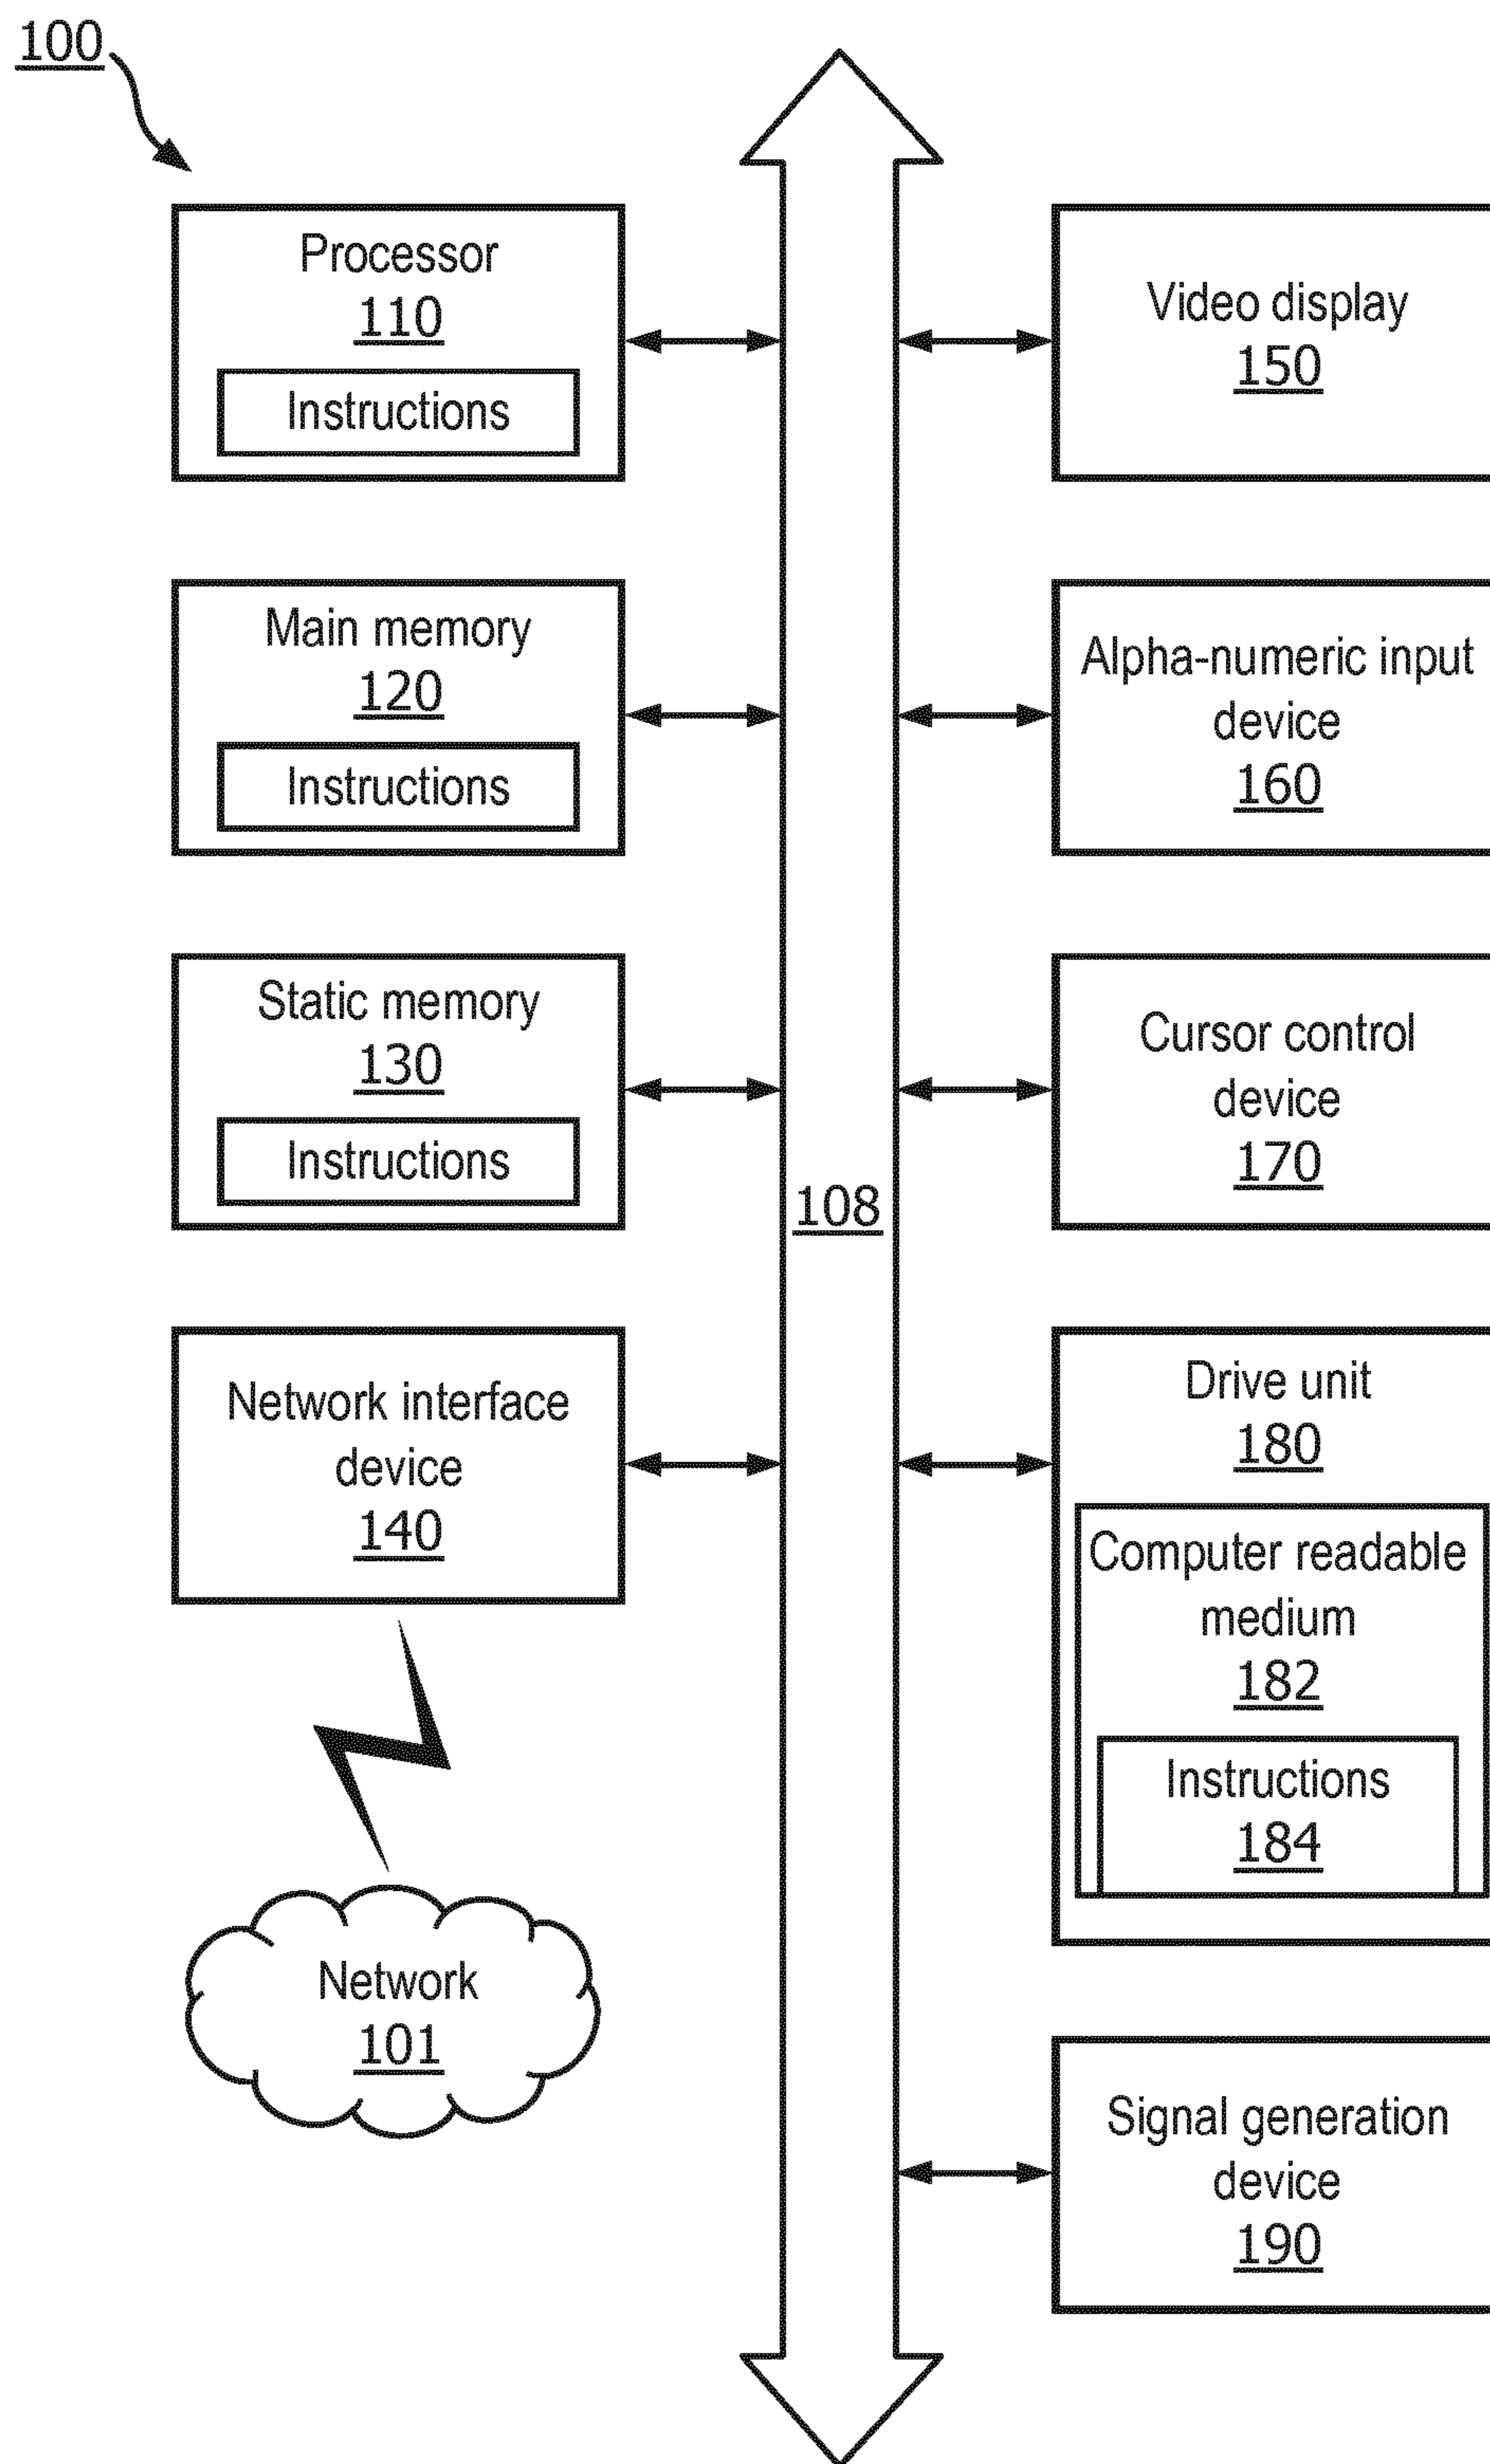 100
Processor
110
Instructions
Main memory
120
Instructions
Static memory
130
Instructions
Network interface
device
140
Network
101
108
Video display
150
Alpha-numeric input
device
160
Cursor control
device
170
Drive unit
180
Computer readable
medium
182
Instructions
184
Signal generation
device
190